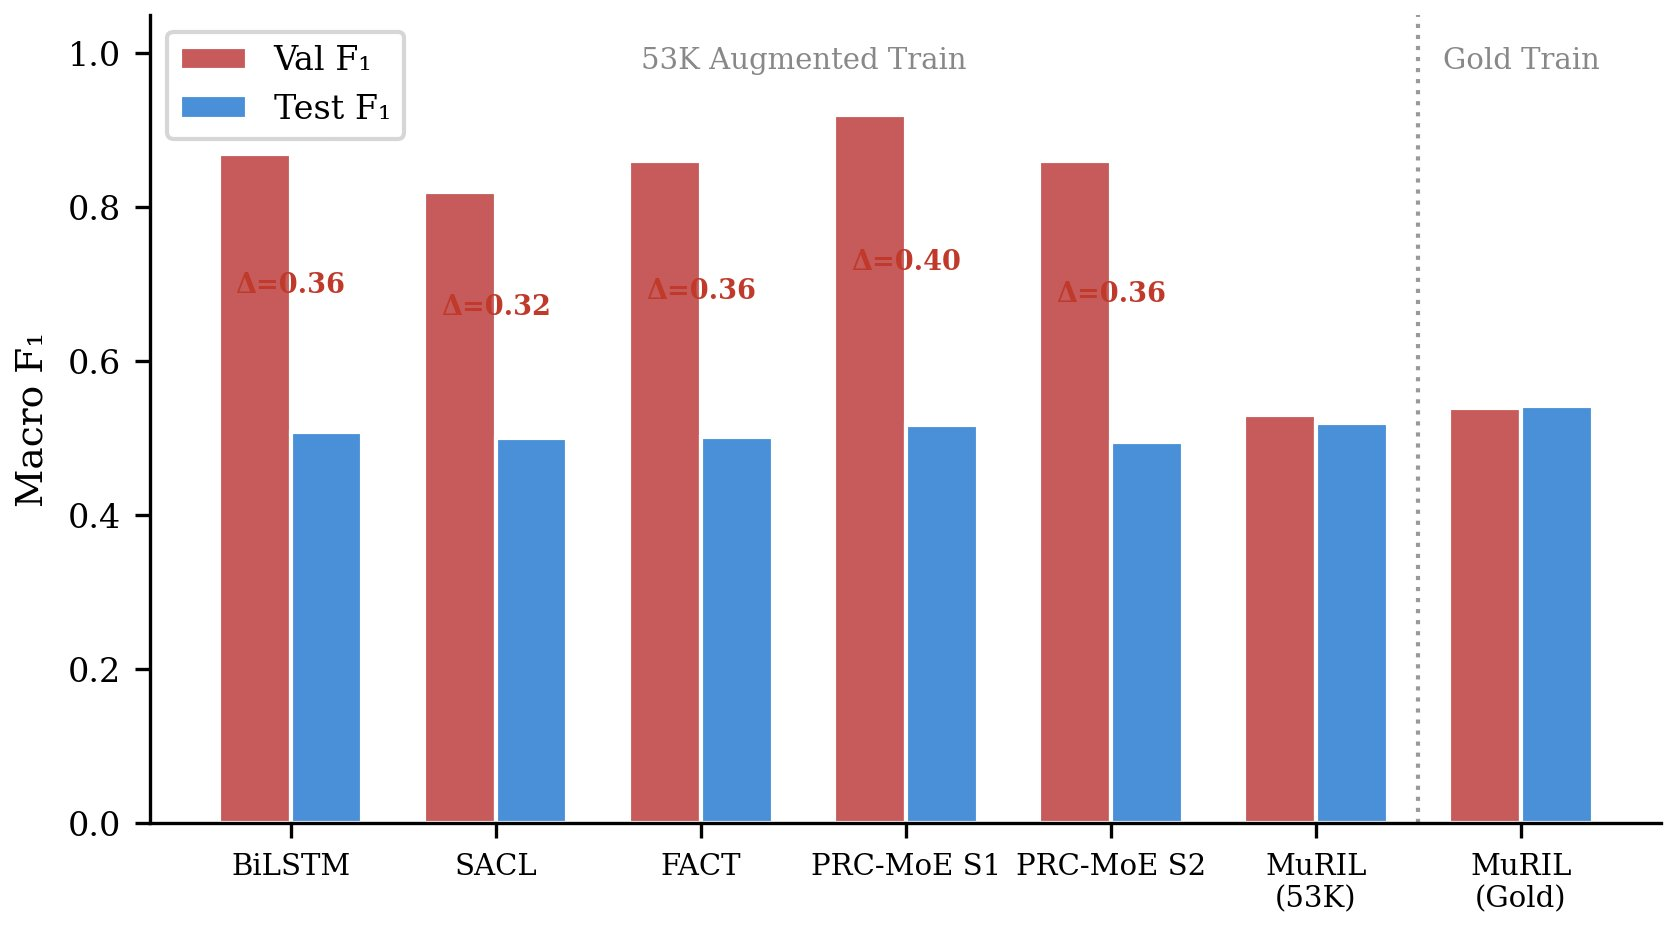 Val F₁
Test F₁
53K Augmented Train
Gold Train
Macro F₁
1.0
0.8
0.6
0.4
0.2
0.0
Δ=0.36
Δ=0.32
Δ=0.36
Δ=0.40
Δ=0.36
BiLSTM
SACL
FACT
PRC-MoE S1
PRC-MoE S2
MuRIL
(53K)
MuRIL
(Gold)